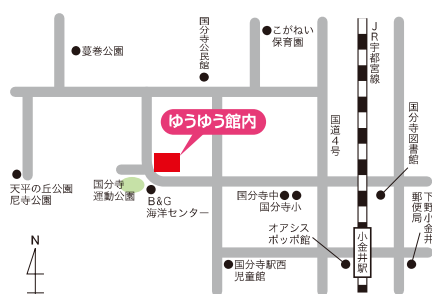 蔓巻公園
国分寺公民館
こがねい
保育園
JR宇都宮線
ゆうゆう館内
国道4号
国分寺図書館
天平の丘公園
尼寺公園
国分寺
運動公園
B&G
海洋センター
国分寺中
国分寺小
下野小金井
郵便局
オアシス
ポッポ館
小金井駅
国分寺駅西
児童館
N